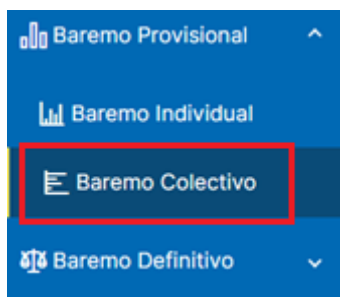 Baremo Provisional
Baremo Individual
Baremo Colectivo
Baremo Definitivo